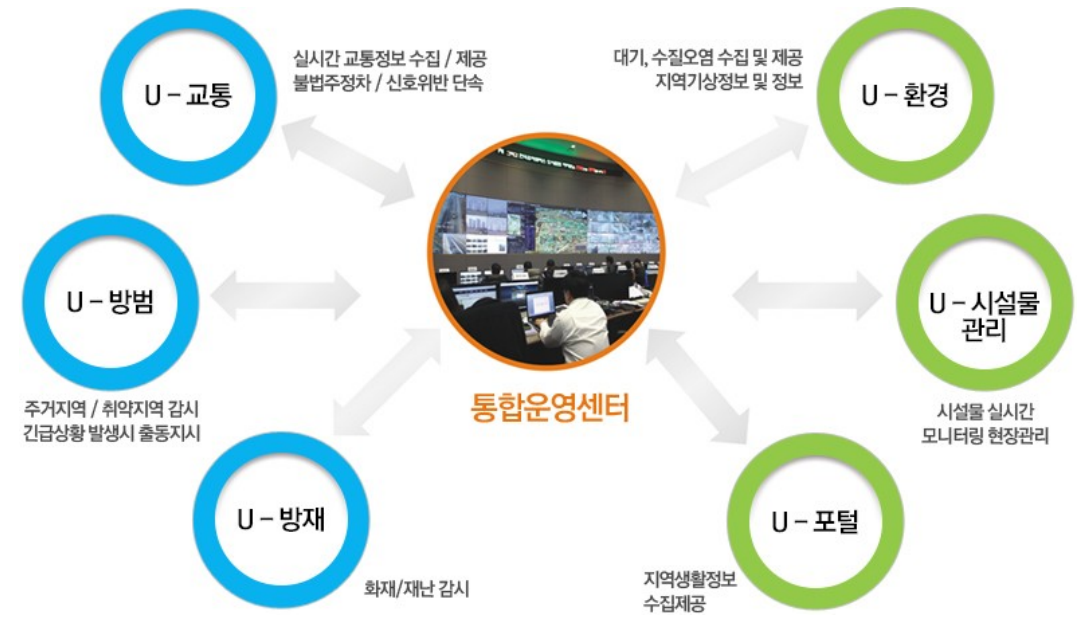 U – 교통
실시간 교통정보 수집 / 제공
불법주정차 / 신호위반 단속
대기, 수질오염 수집 및 제공
지역기상정보 및 정보
U – 환경
U – 방범
주거지역 / 취약지역 감시
긴급상황 발생시 출동지시
통합운영센터
U – 시설물
관리
시설물 실시간
모니터링 현장관리
U – 방재
화재/재난 감시
U – 포털
지역생활정보
수집제공